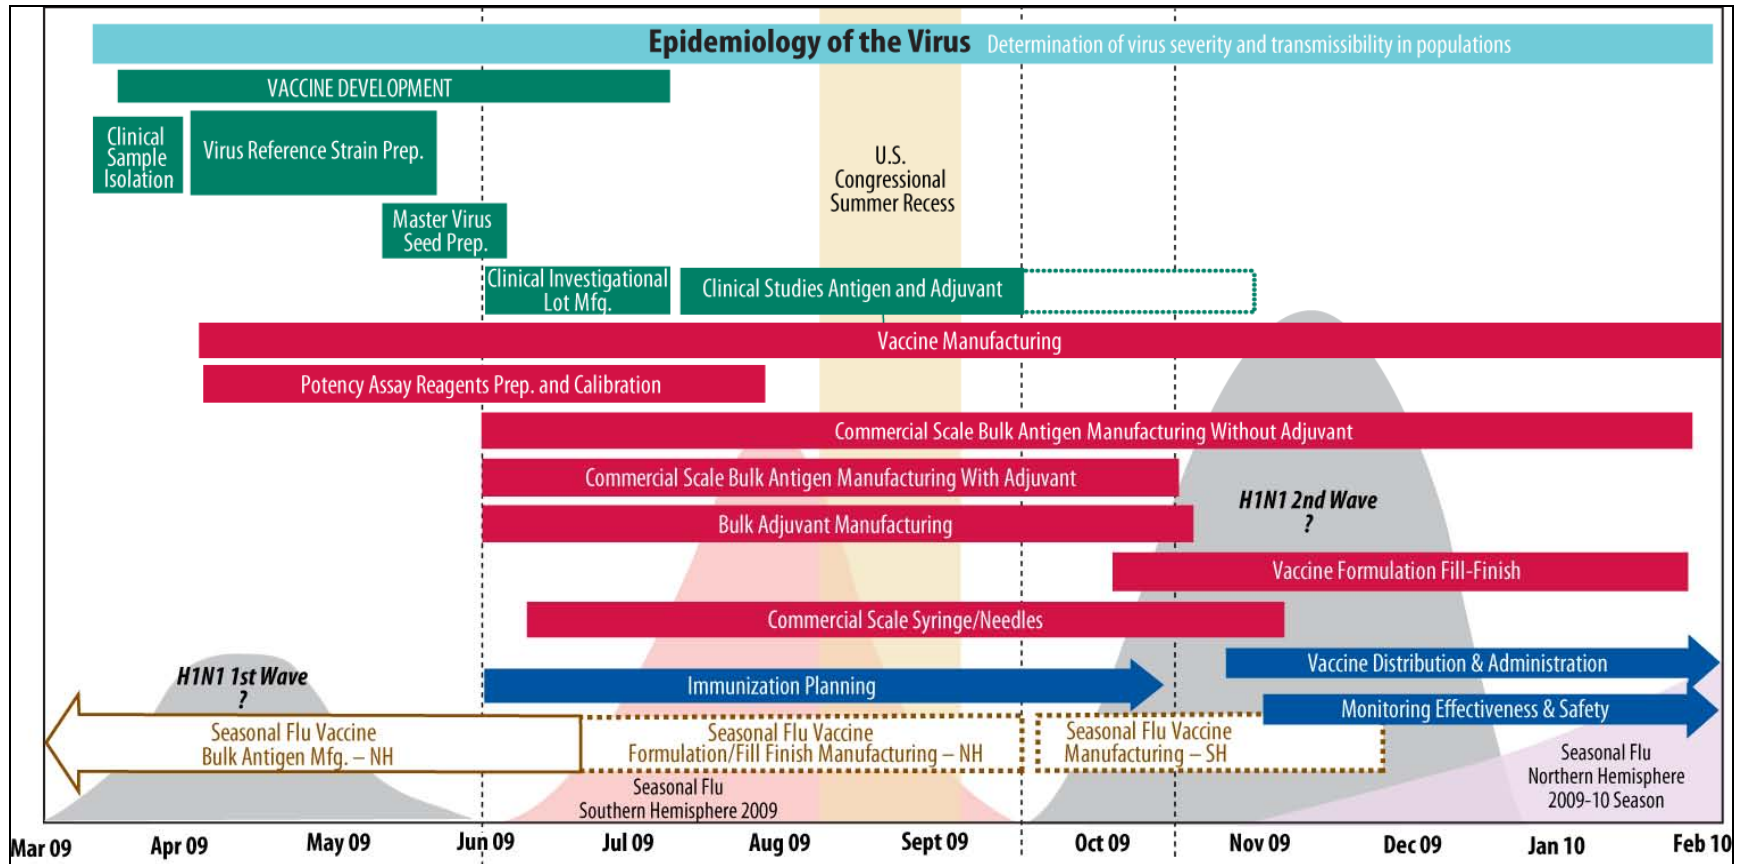 Epidemiology of the Virus Determination of virus severity and transmissibility in populations
VACCINE DEVELOPMENT
Clinical
Sample
Isolation
Virus Reference Strain Prep.
U.S.
Congressional
Summer Recess
Master Virus
Seed Prep.
Clinical Investigational
Lot Mfg.
Clinical Studies Antigen and Adjuvant
Vaccine Manufacturing
Potency Assay Reagents Prep. and Calibration
Commercial Scale Bulk Antigen Manufacturing Without Adjuvant
Commercial Scale Bulk Antigen Manufacturing With Adjuvant
H1N1 2nd Wave
?
Bulk Adjuvant Manufacturing
Vaccine Formulation Fill-Finish
Commercial Scale Syringe/Needles
H1N1 1st Wave
?
Vaccine Distribution & Administration
Immunization Planning
Monitoring Effectiveness & Safety
Seasonal Flu Vaccine
Bulk Antigen Mfg. – NH
Seasonal Flu Vaccine
Formulation/Fill Finish Manufacturing – NH
Seasonal Flu Vaccine
Manufacturing – SH
Seasonal Flu
Southern Hemisphere 2009
Seasonal Flu
Northern Hemisphere
2009-10 Season
Mar 09 Apr 09 May 09 Jun 09 Jul 09 Aug 09 Sept 09 Oct 09 Nov 09 Dec 09 Jan 10 Feb 10